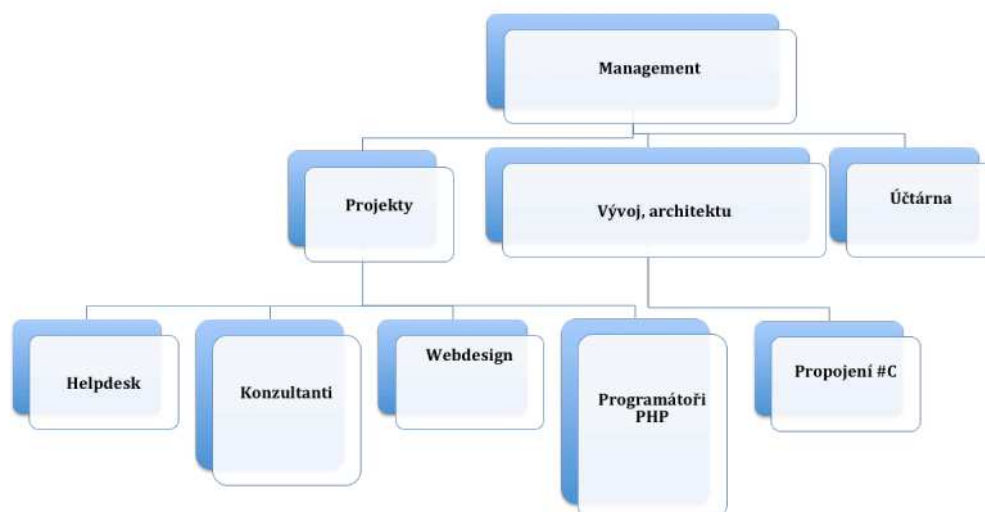 Management
Projekty
Vývoj, architektu
Účtárna
Helpdesk
Konzultanti
Webdesign
Programátoři
PHP
Propojení #C